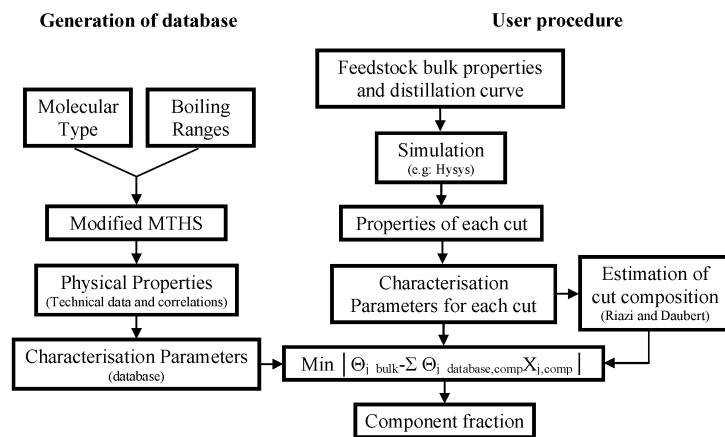 Generation of database
User procedure
Molecular
Type
Boiling
Ranges
Modified MTHS
Physical Properties
(Technical data and correlations)
Characterisation Parameters
(database)
Feedstock bulk properties
and distillation curve
Simulation
(e.g: Hysys)
Properties of each cut
Characterisation
Parameters for each cut
Estimation of
cut composition
(Riazi and Daubert)
Min | Θj bulk-Σ Θj database,compXj,comp |
Component fraction